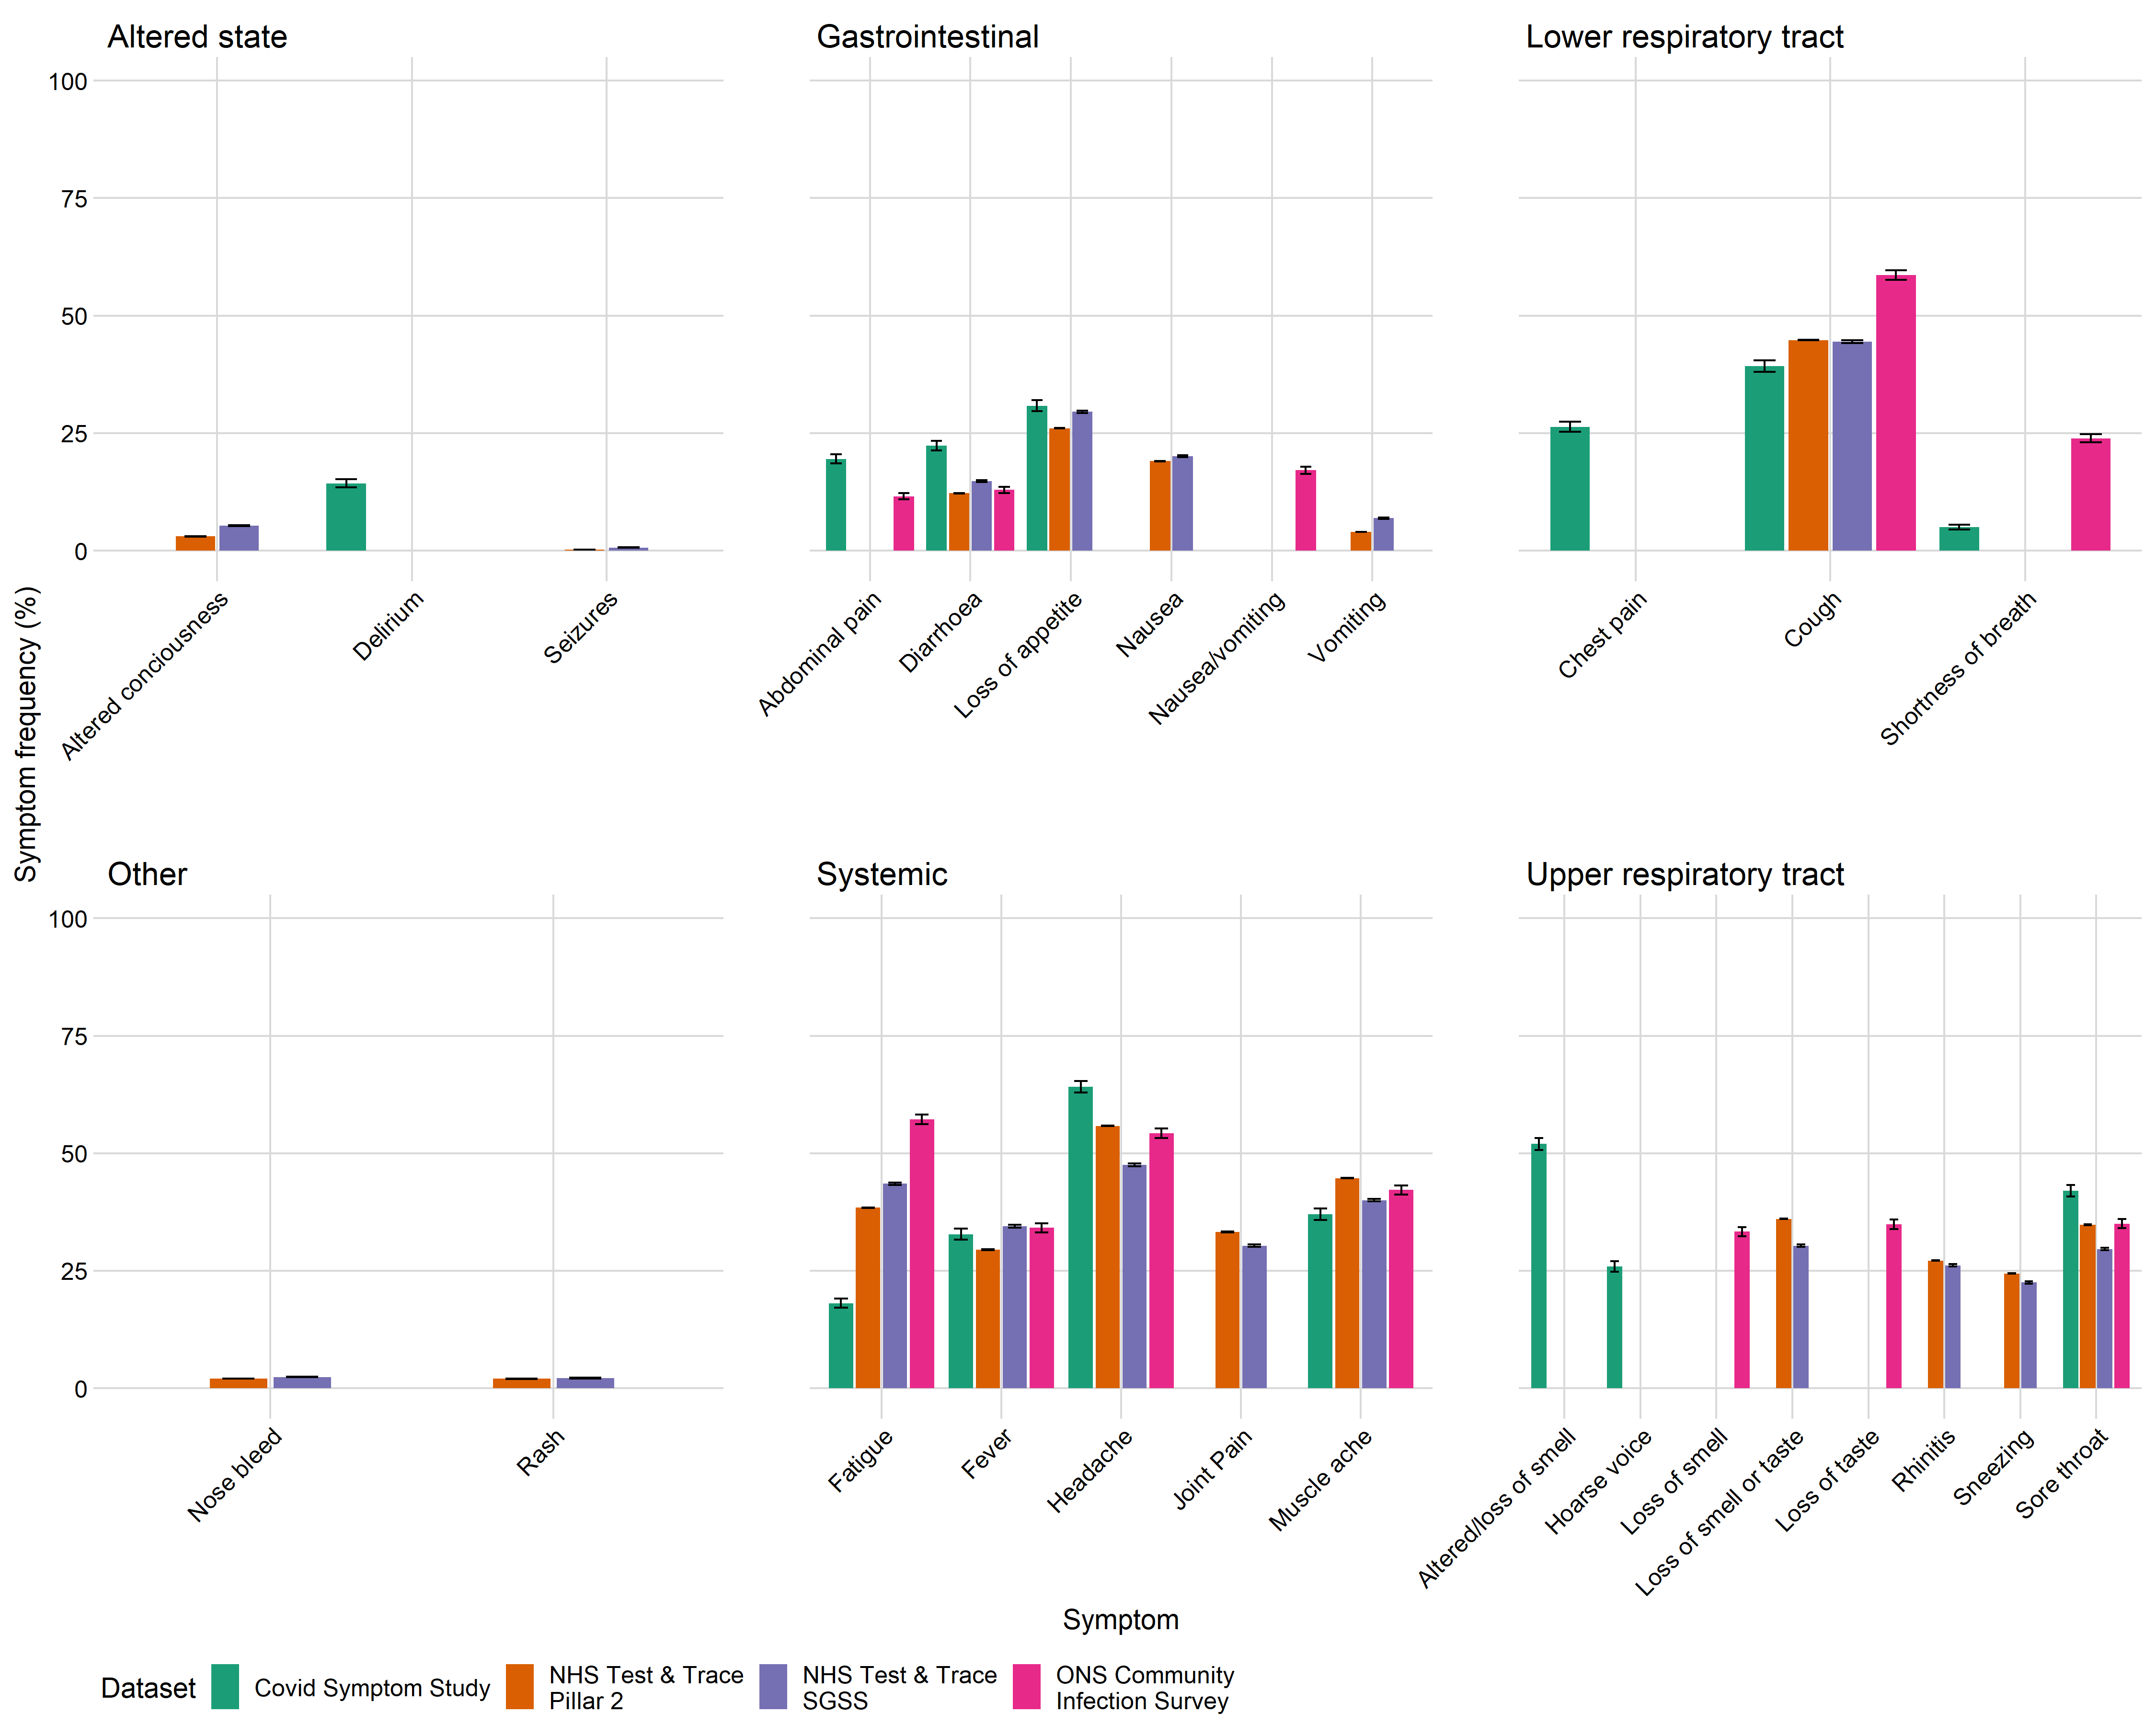 Altered state
Gastrointestinal
Lower respiratory tract
100
75
50
25
0
Altered conciousness
Delirium
Seizures
Abdominal pain
Diarrhoea
Loss of appetite
Nausea
Nausea/vomiting
Vomiting
Chest pain
Cough
Shortness of breath
Symptom frequency (%)
Other
Systemic
Upper respiratory tract
100
75
50
25
0
Nose bleed
Rash
Fatigue
Fever
Headache
Joint Pain
Muscle ache
Altered/loss of smell
Hoarse voice
Loss of smell
Loss of smell or taste
Loss of taste
Rhinitis
Sneezing
Sore throat
Symptom
Dataset
Covid Symptom Study
NHS Test & Trace
Pillar 2
NHS Test & Trace
SGSS
ONS Community
Infection Survey